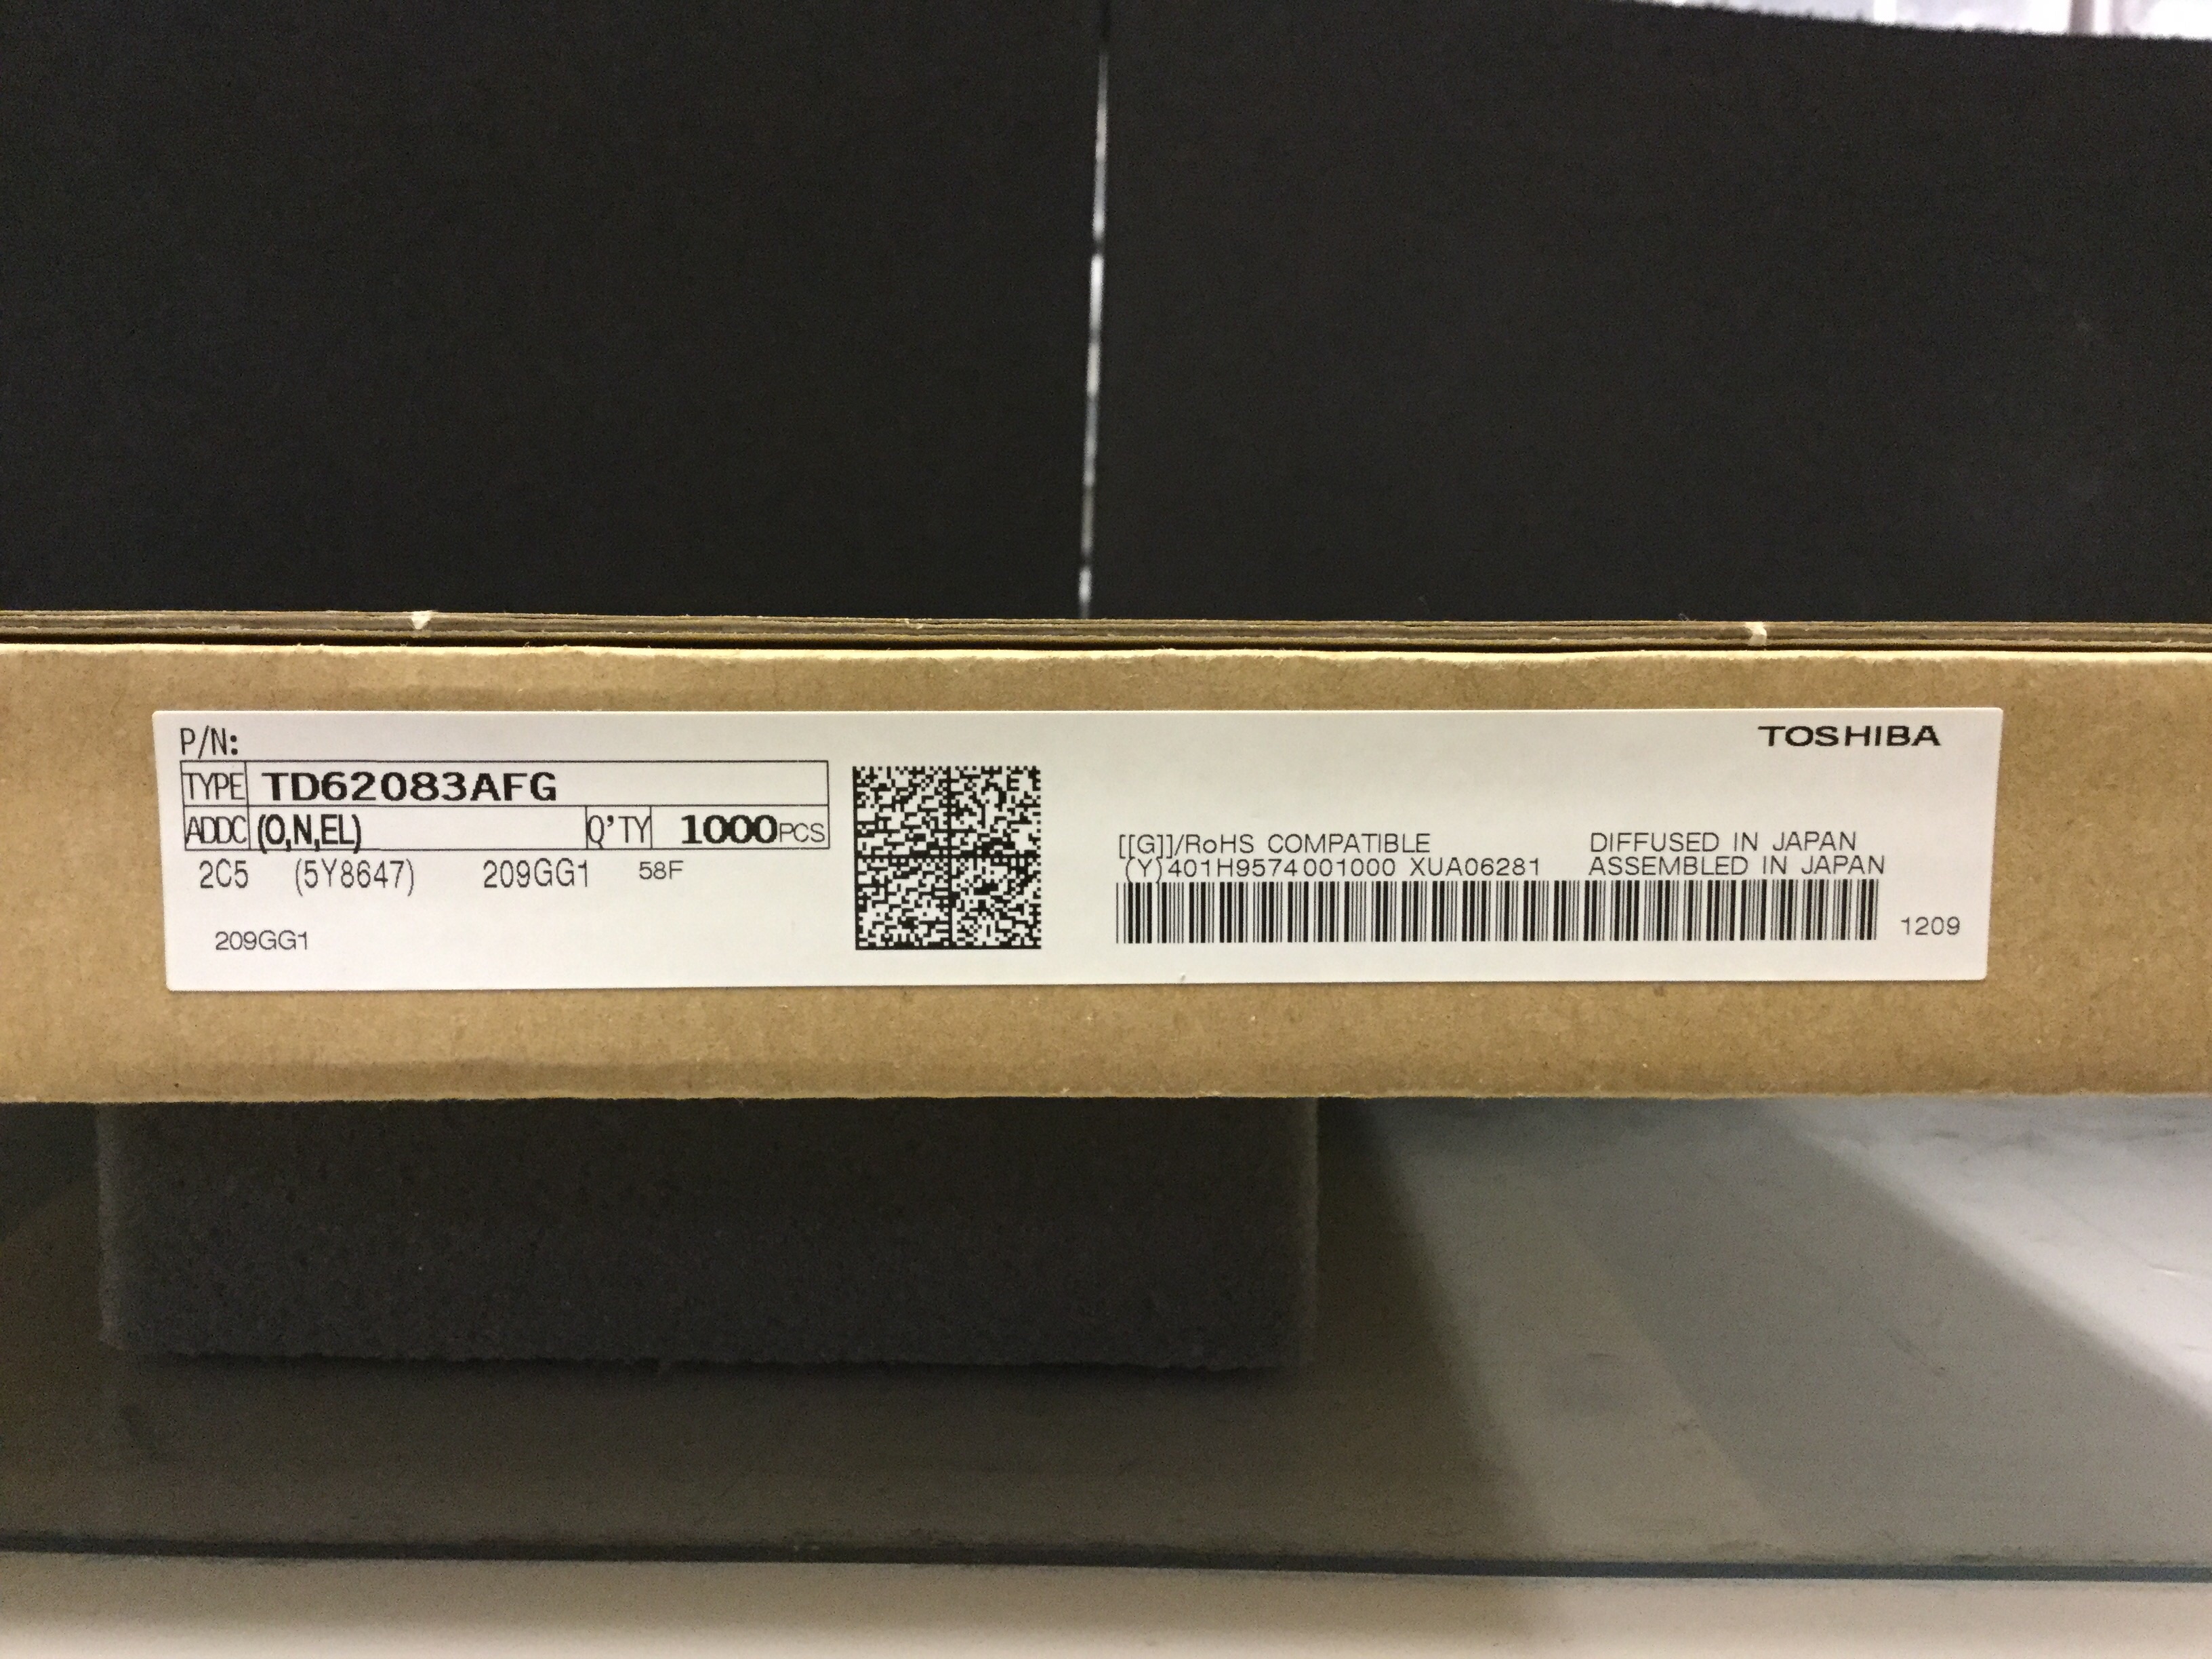 P/N:
TOSHIBA
TYPE TD62083AFG
ADDC (O,N,EL) Q'TY 1000PCS
2C5 (5Y8647) 209GG1 58F
209GG1
[[G]]/RoHS COMPATIBLE DIFFUSED IN JAPAN
(Y)401H9574001000 XUA06281 ASSEMBLED IN JAPAN
1209